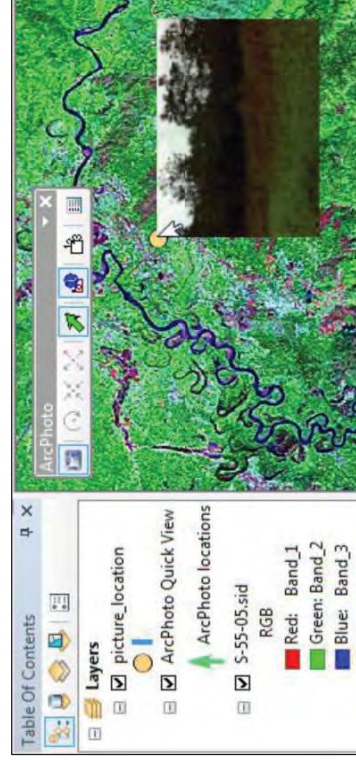 Table Of Contents
Layers
picture_location
ArcPhoto Quick View
ArcPhoto locations
S-55-05.sid
RGB
Red: Band_1
Green: Band_2
Blue: Band_3
ArcPhoto